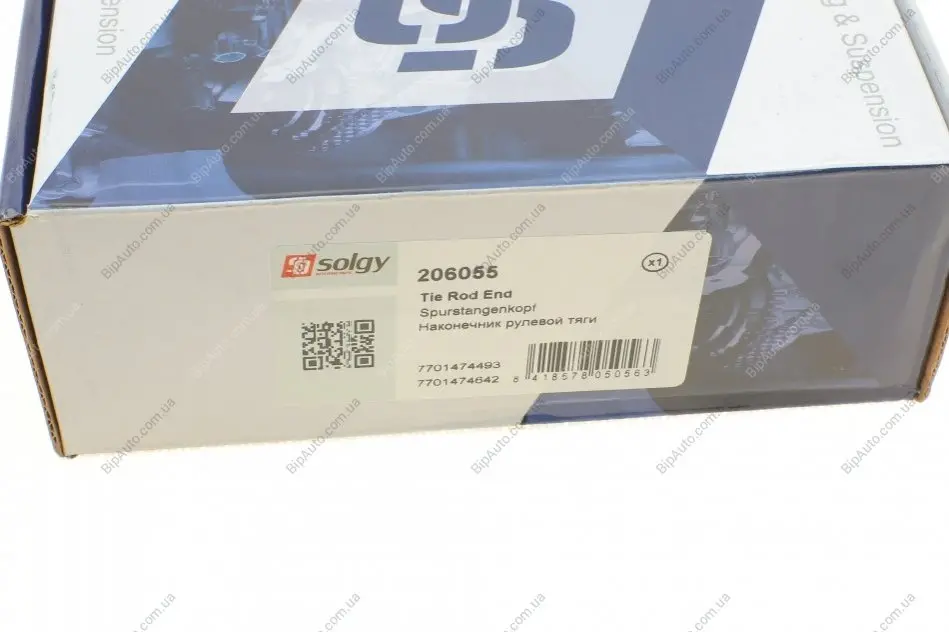 ension
g & Suspension
solgy
206055
x1
Tie Rod End
Spurstangenkopf
Наконечник рулевой тяги
7701474493
7701474642
8 418578 050563
BipAuto.com.ua